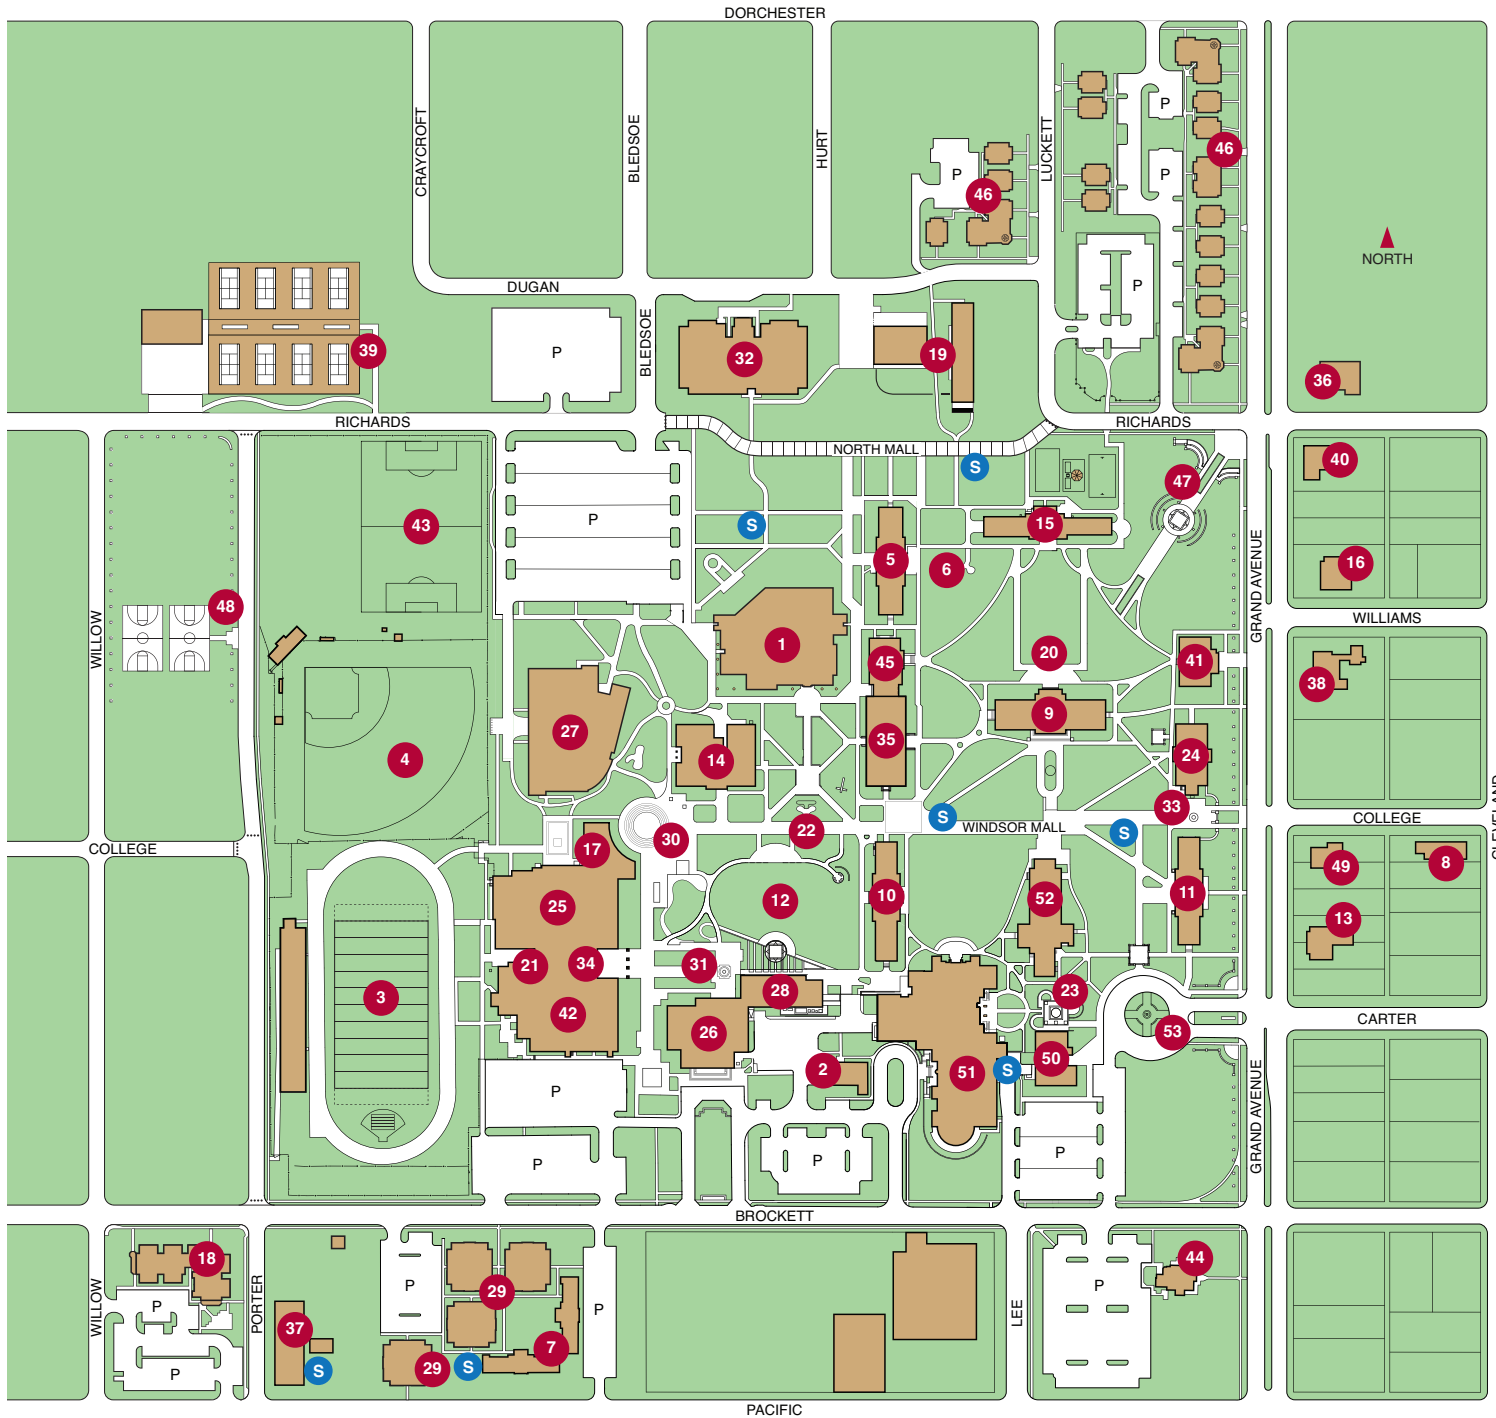 DORCHESTER
CRAYCROFT
BLEDSOE
HURT
LUCKETT
P
46
P
P
P
46
NORTH
DUGAN
P
BLEDSOE
P
39
32
19
36
RICHARDS
RICHARDS
NORTH MALL
40
S
47
43
P
S
15
5
6
16
GRAND AVENUE
WILLOW
48
WILLIAMS
1
20
45
41
38
9
27
35
14
24
4
33
S
WINDSOR MALL
S
COLLEGE
22
30
17
COLLEGE
49
8
25
12
10
52
11
13
21
34
31
3
28
23
42
26
53
CARTER
2
51
S
50
GRAND AVENUE
P
P
P
P
BROCKETT
WILLOW
18
PORTER
P
P
29
P
LEE
P
44
37
7
S
29
S
P
PACIFIC